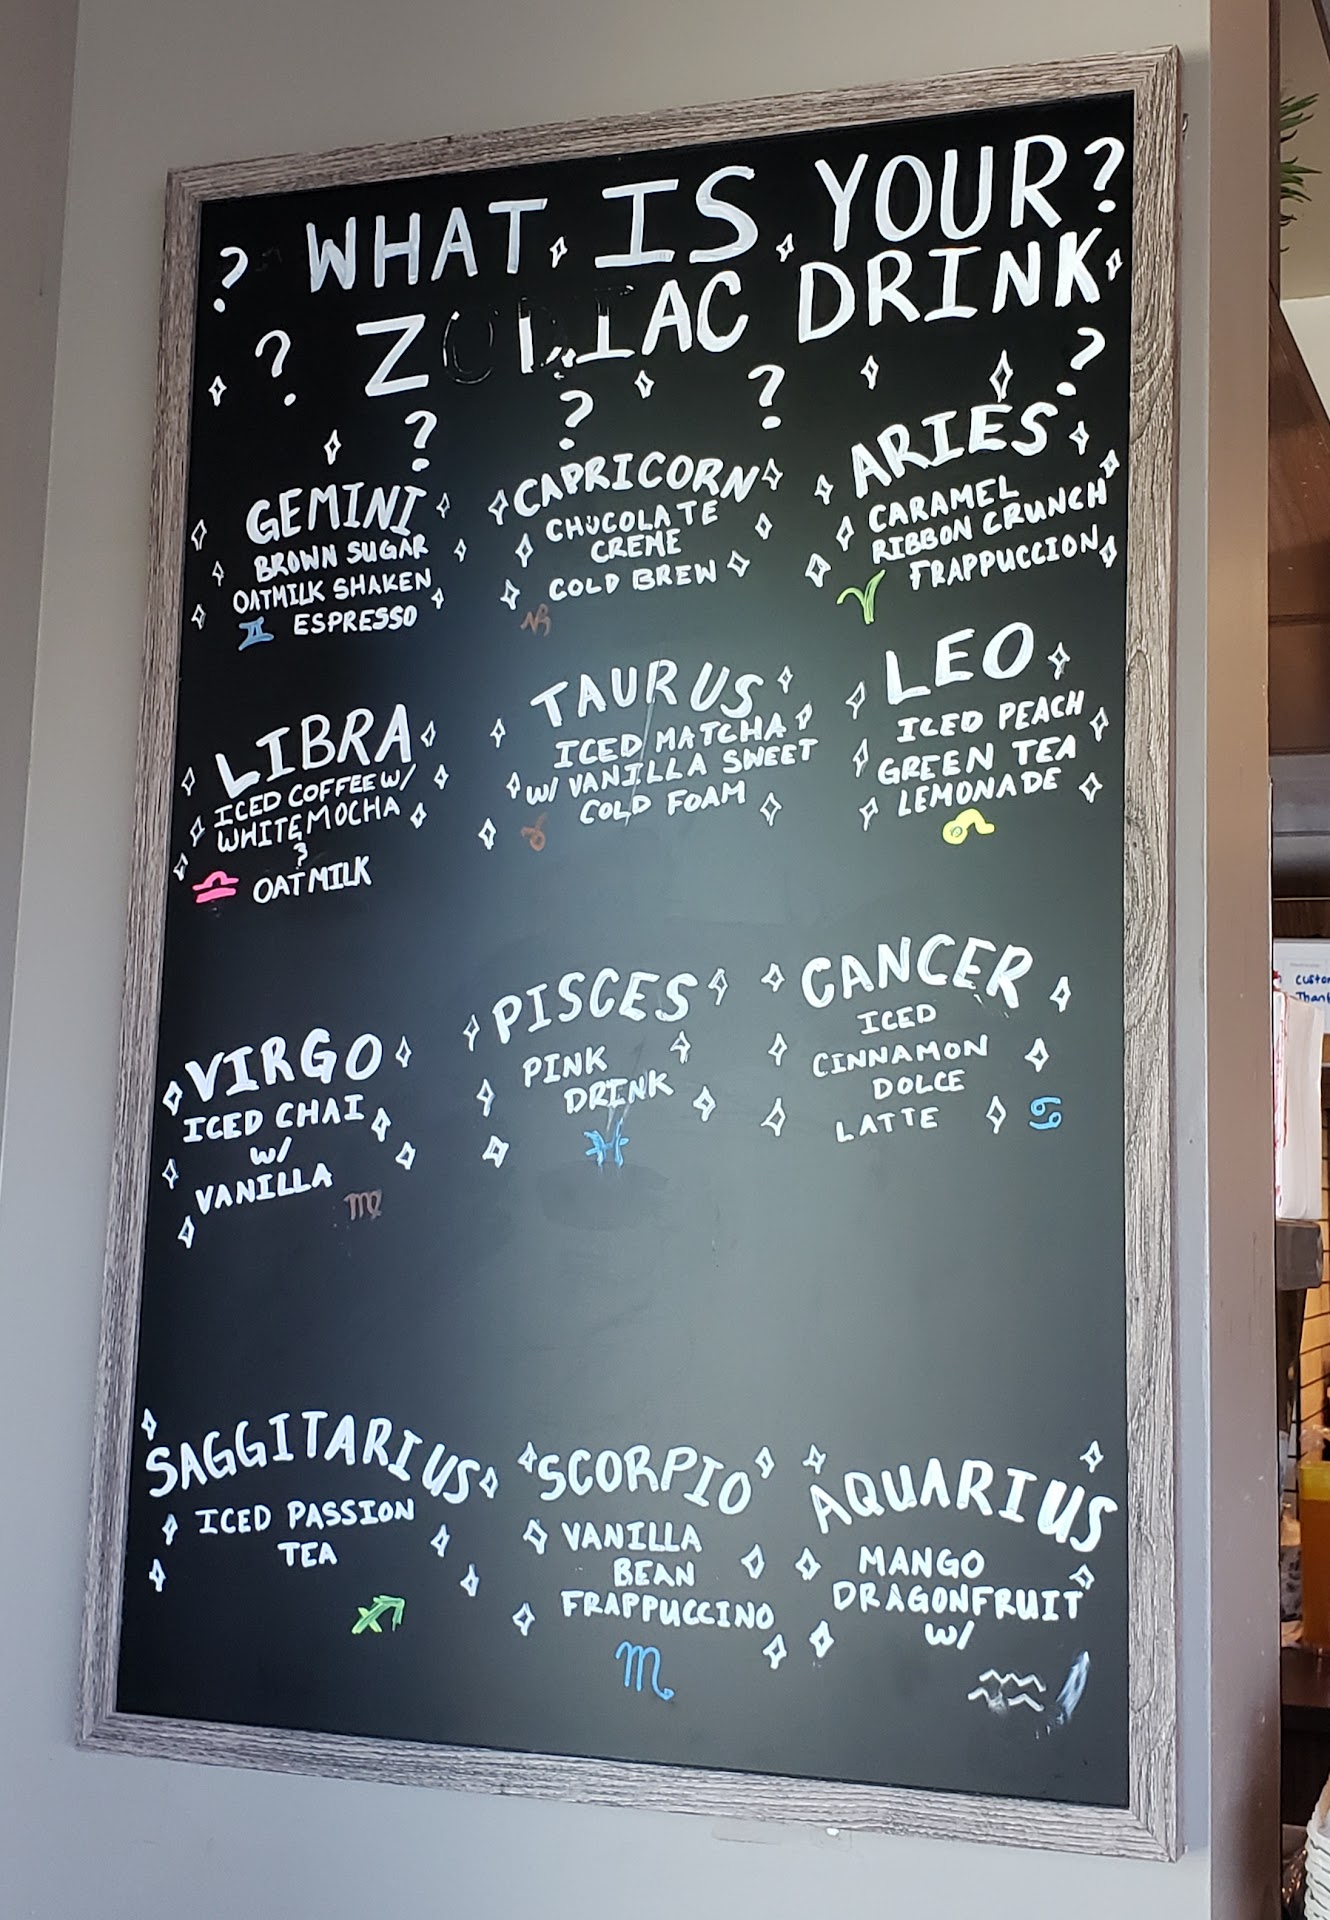 ? WHAT IS YOUR?
? ZODIAC DRINK ?
? ? ?
GEMINI
BROWN SUGAR
OATMILK SHAKEN
ESPRESSO
CAPRICORN
CHOCOLATE
CREME
COLD BREW
ARIES
CARAMEL
RIBBON CRUNCH
FRAPPUCCION
LIBRA
ICED COFFEE W/
WHITE MOCHA
&
OATMILK
TAURUS
ICED MATCHA
W/ VANILLA SWEET
COLD FOAM
LEO
ICED PEACH
GREEN TEA
LEMONADE
VIRGO
ICED CHAI
W/
VANILLA
PISCES
PINK
DRINK
CANCER
ICED
CINNAMON
DOLCE
LATTE
SAGGITARIUS
ICED PASSION
TEA
SCORPIO
VANILLA
BEAN
FRAPPUCCINO
AQUARIUS
MANGO
DRAGONFRUIT
W/